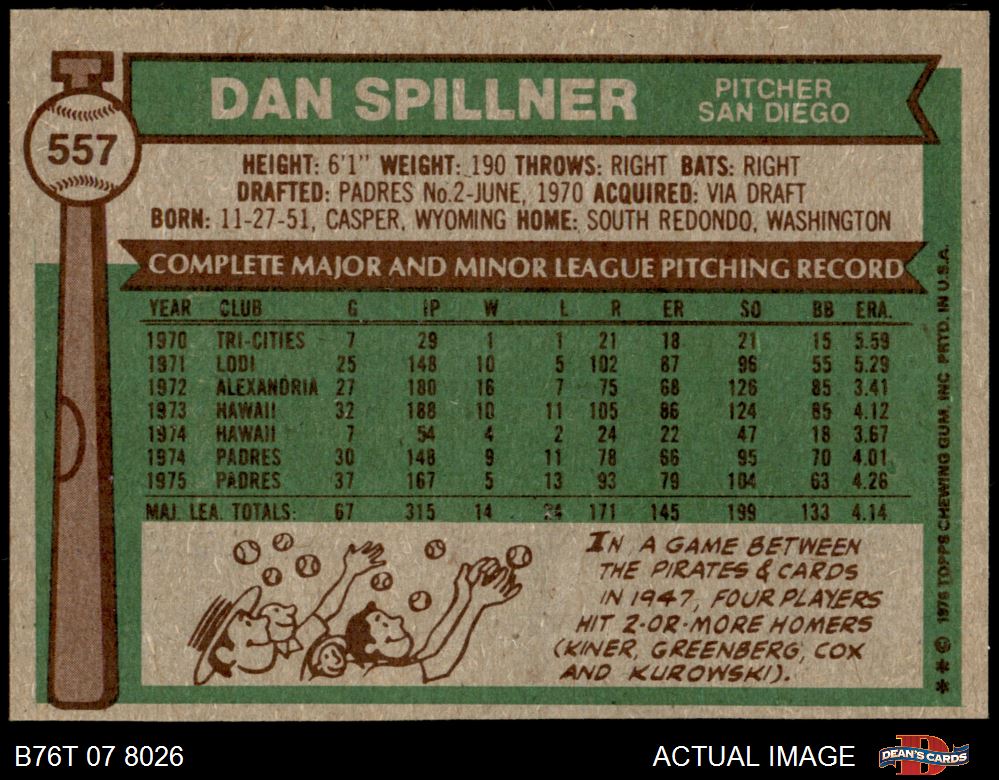 557
DAN SPILLNER
PITCHER
SAN DIEGO
HEIGHT: 6'1" WEIGHT: 190 THROWS: RIGHT BATS: RIGHT
DRAFTED: PADRES No.2-JUNE, 1970 ACQUIRED: VIA DRAFT
BORN: 11-27-51, CASPER, WYOMING HOME: SOUTH REDONDO, WASHINGTON
COMPLETE MAJOR AND MINOR LEAGUE PITCHING RECORD
YEAR CLUB G IP W L R ER SO BB ERA.
1970 TRI-CITIES 7 29 1 1 21 18 21 15 5.59
1971 LODI 25 148 10 5 102 87 96 55 5.29
1972 ALEXANDRIA 27 180 16 7 75 68 126 85 3.41
1973 HAWAII 32 188 10 11 105 86 124 85 4.12
1974 HAWAII 7 54 4 2 24 22 47 18 3.67
1974 PADRES 30 148 9 11 78 66 95 70 4.01
1975 PADRES 37 167 5 13 93 79 104 63 4.26
MAJ. LEA. TOTALS: 67 315 14 24 171 145 199 133 4.14
IN A GAME BETWEEN
THE PIRATES & CARDS
IN 1947, FOUR PLAYERS
HIT 2-OR-MORE HOMERS
(KINER, GREENBERG, COX
AND KUROWSKI).
** © 1976 TOPPS CHEWING GUM, INC. PRTD. IN U.S.A.
B76T 07 8026
ACTUAL IMAGE
DEAN'S CARDS